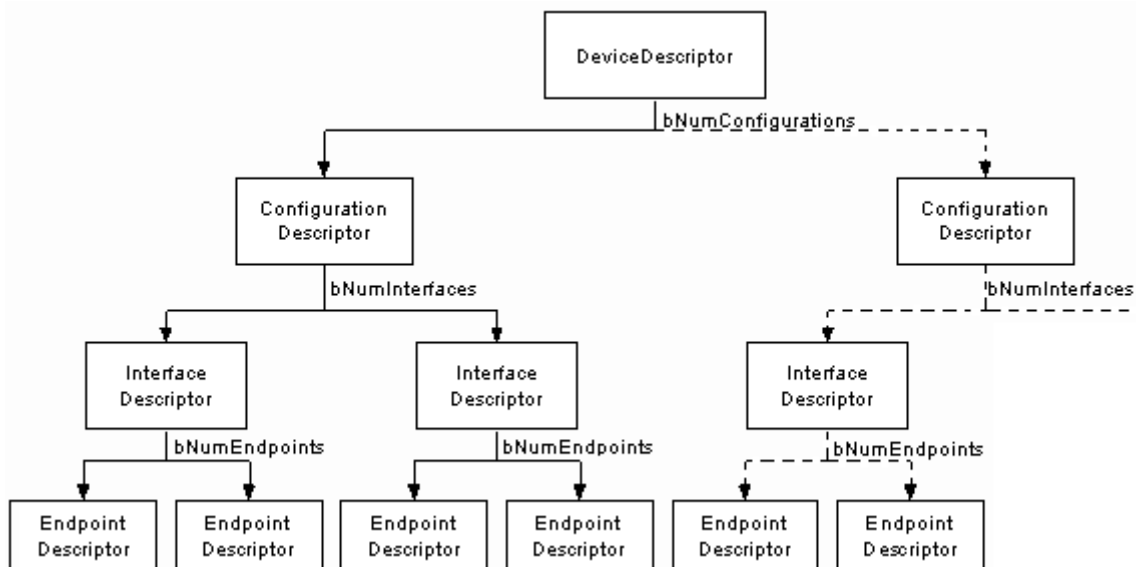 DeviceDescriptor
bNumConfigurations
Configuration
Descriptor
Configuration
Descriptor
bNumInterfaces
bNumInterfaces
Interface
Descriptor
Interface
Descriptor
Interface
Descriptor
bNumEndpoints
bNumEndpoints
bNumEndpoints
Endpoint
Descriptor
Endpoint
Descriptor
Endpoint
Descriptor
Endpoint
Descriptor
Endpoint
Descriptor
Endpoint
Descriptor